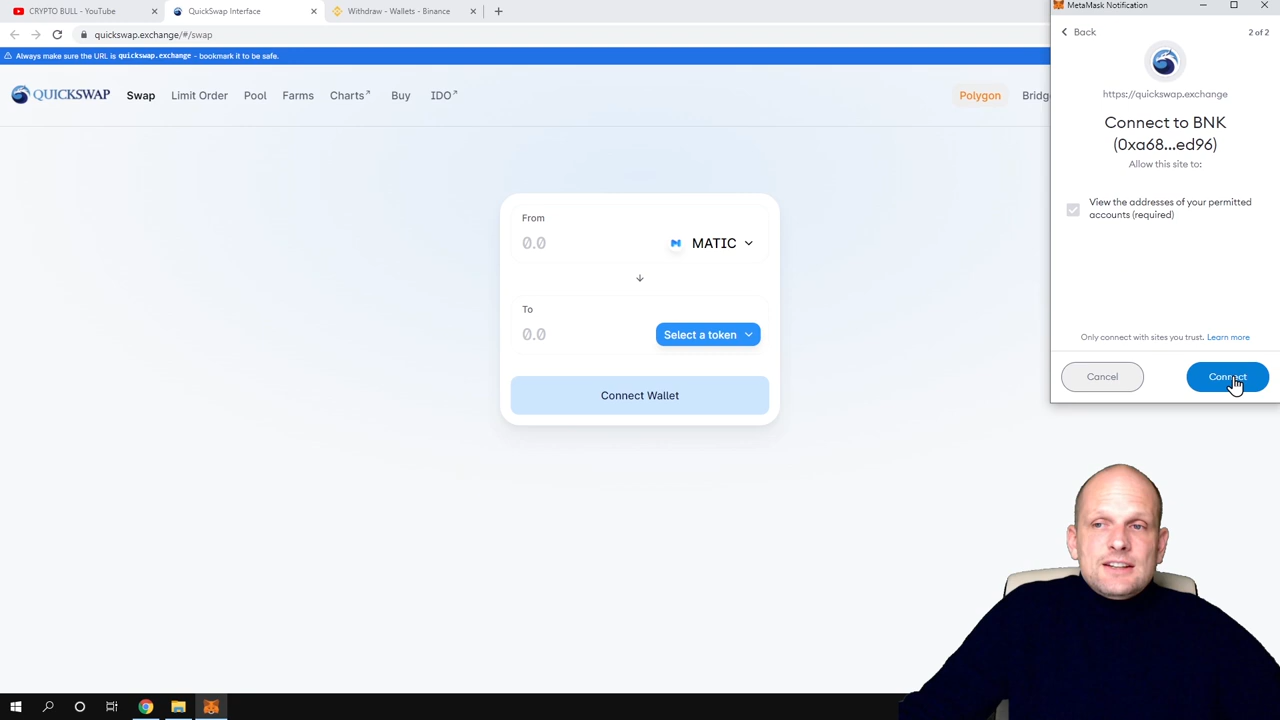 CRYPTO BULL - YouTube
QuickSwap Interface
Withdraw - Wallets - Binance
quickswap.exchange/#/swap
Always make sure the URL is quickswap.exchange - bookmark it to be safe.
QUICKSWAP
Swap
Limit Order
Pool
Farms
Charts↗
Buy
IDO↗
Polygon
Bridge
From
0.0
MATIC
To
0.0
Select a token
Connect Wallet
MetaMask Notification
Back
2 of 2
https://quickswap.exchange
Connect to BNK
(0xa68...ed96)
Allow this site to:
View the addresses of your permitted
accounts (required)
Only connect with sites you trust. Learn more
Cancel
Connect